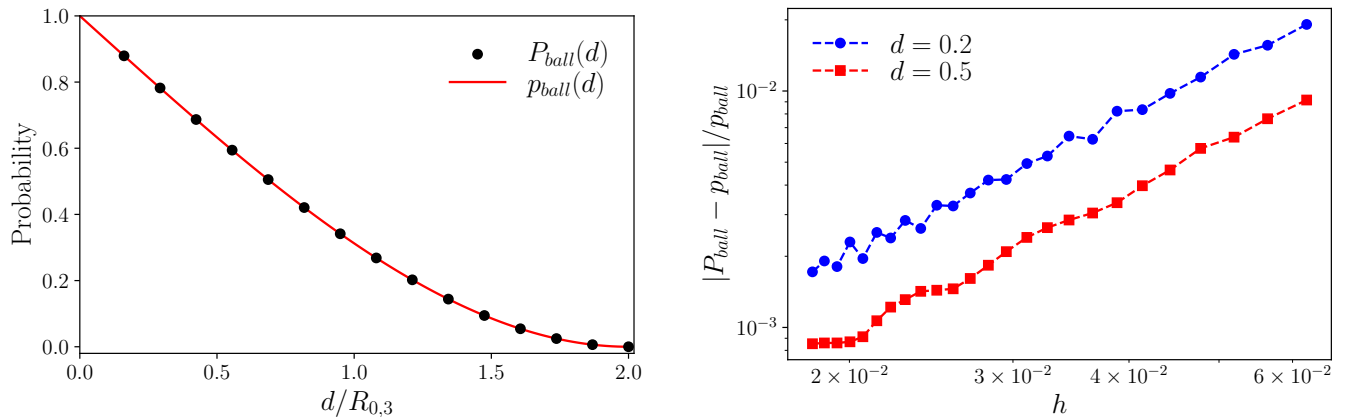 1.0
0.8
0.6
0.4
0.2
0.0
Probability
P_{ball}(d)
p_{ball}(d)
0.0 0.5 1.0 1.5 2.0
d/R_{0,3}
|P_{ball} − p_{ball}|/p_{ball}
10^{−2}
10^{−3}
d = 0.2
d = 0.5
2 × 10^{−2} 3 × 10^{−2} 4 × 10^{−2} 6 × 10^{−2}
h